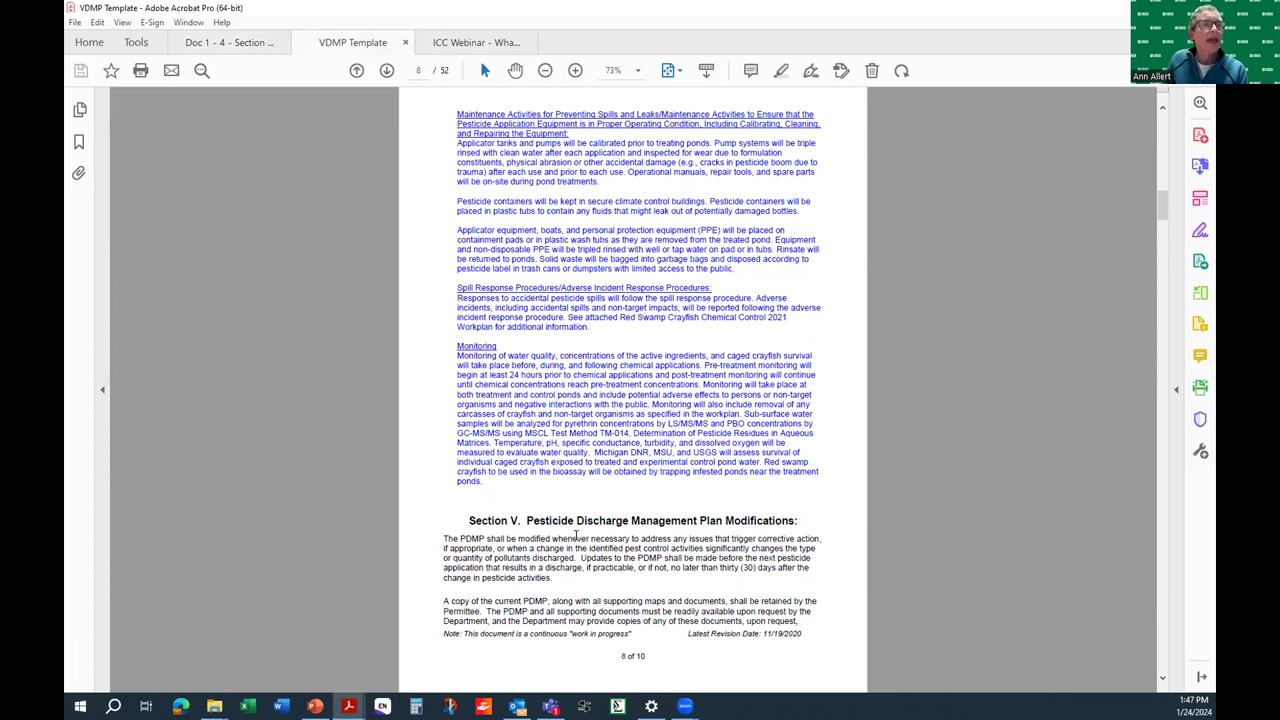 VDMP Template - Adobe Acrobat Pro (64-bit)
File Edit View E-Sign Window Help
Home Tools Doc 1 - 4 - Section ... VDMP Template × ICC Webinar - Wha...
8 / 52 73%
Ann Allert
Maintenance Activities for Preventing Spills and Leaks/Maintenance Activities to Ensure that the
Pesticide Application Equipment is in Proper Operating Condition, Including Calibrating, Cleaning,
and Repairing the Equipment:
Applicator tanks and pumps will be calibrated prior to treating ponds. Pump systems will be triple
rinsed with clean water after each application and inspected for wear due to formulation
constituents, physical abrasion or other accidental damage (e.g., cracks in pesticide boom due to
trauma) after each use and prior to each use. Operational manuals, repair tools, and spare parts
will be on-site during pond treatments.
Pesticide containers will be kept in secure climate control buildings. Pesticide containers will be
placed in plastic tubs to contain any fluids that might leak out of potentially damaged bottles.
Applicator equipment, boats, and personal protection equipment (PPE) will be placed on
containment pads or in plastic wash tubs as they are removed from the treated pond. Equipment
and non-disposable PPE will be tripled rinsed with well or tap water on pad or in tubs. Rinsate will
be returned to ponds. Solid waste will be bagged into garbage bags and disposed according to
pesticide label in trash cans or dumpsters with limited access to the public.
Spill Response Procedures/Adverse Incident Response Procedures:
Responses to accidental pesticide spills will follow the spill response procedure. Adverse
incidents, including accidental spills and non-target impacts, will be reported following the adverse
incident response procedure. See attached Red Swamp Crayfish Chemical Control 2021
Workplan for additional information.
Monitoring
Monitoring of water quality, concentrations of the active ingredients, and caged crayfish survival
will take place before, during, and following chemical applications. Pre-treatment monitoring will
begin at least 24 hours prior to chemical applications and post-treatment monitoring will continue
until chemical concentrations reach pre-treatment concentrations. Monitoring will take place at
both treatment and control ponds and include potential adverse effects to persons or non-target
organisms and negative interactions with the public. Monitoring will also include removal of any
carcasses of crayfish and non-target organisms as specified in the workplan. Sub-surface water
samples will be analyzed for pyrethrin concentrations by LS/MS/MS and PBO concentrations by
GC-MS/MS using MSCL Test Method TM-014, Determination of Pesticide Residues in Aqueous
Matrices. Temperature, pH, specific conductance, turbidity, and dissolved oxygen will be
measured to evaluate water quality. Michigan DNR, MSU, and USGS will assess survival of
individual caged crayfish exposed to treated and experimental control pond water. Red swamp
crayfish to be used in the bioassay will be obtained by trapping infested ponds near the treatment
ponds.
Section V. Pesticide Discharge Management Plan Modifications:
The PDMP shall be modified whenever necessary to address any issues that trigger corrective action,
if appropriate, or when a change in the identified pest control activities significantly changes the type
or quantity of pollutants discharged. Updates to the PDMP shall be made before the next pesticide
application that results in a discharge, if practicable, or if not, no later than thirty (30) days after the
change in pesticide activities.
A copy of the current PDMP, along with all supporting maps and documents, shall be retained by the
Permittee. The PDMP and all supporting documents must be readily available upon request by the
Department, and the Department may provide copies of any of these documents, upon request,
Note: This document is a continuous "work in progress" Latest Revision Date: 11/19/2020
8 of 10
EN
1:47 PM
1/24/2024